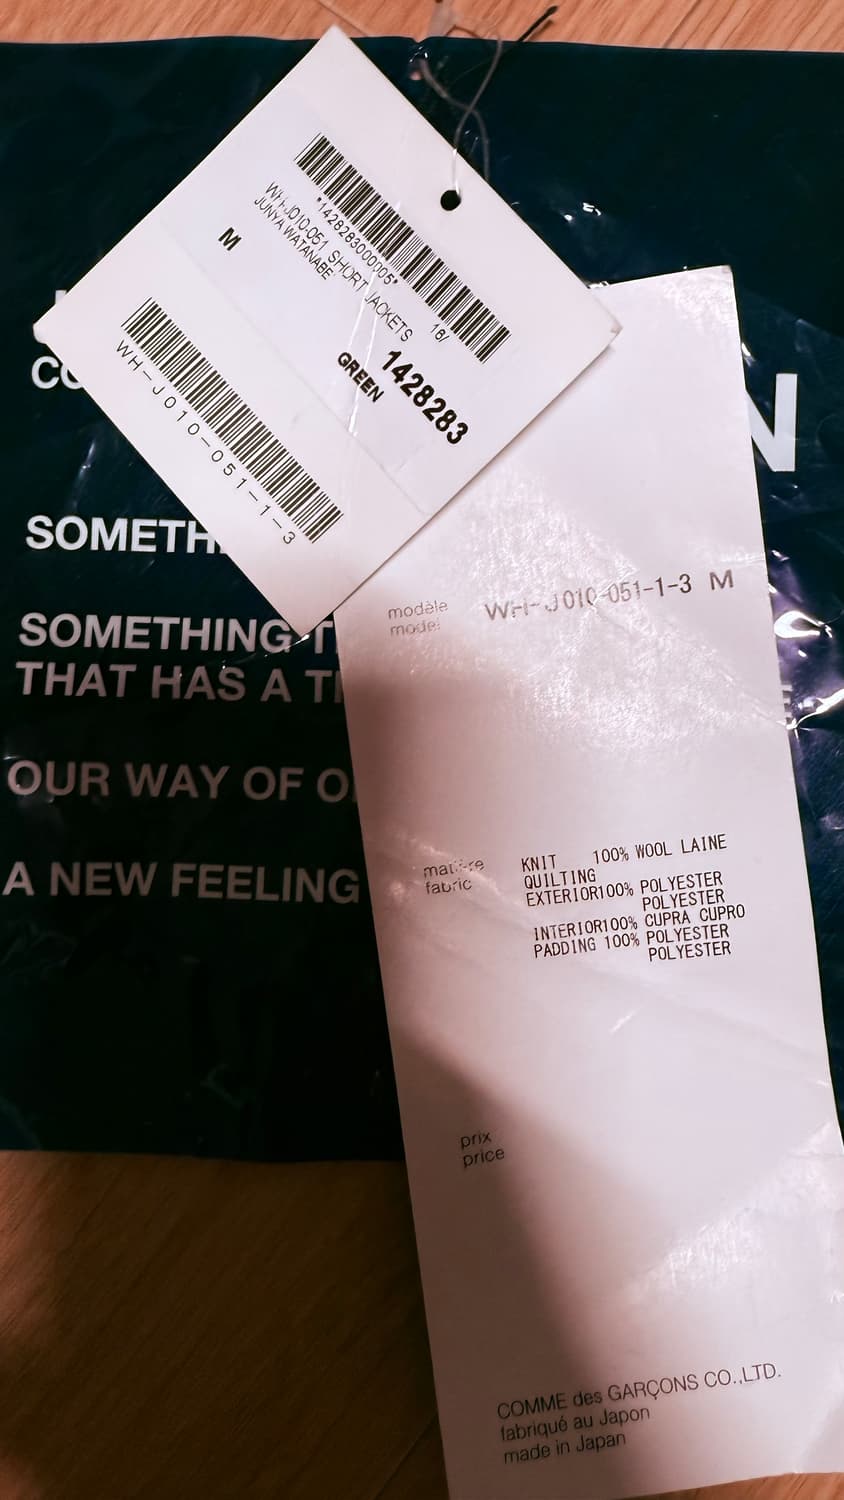 *1428283000005*
WH-J010-051 SHORT JACKETS 16/
JUNYA WATANABE
M
1428283
GREEN
WH-J010-051-1-3
CO
N
SOMETH
SOMETHING T
THAT HAS A T
OUR WAY OF O
A NEW FEELING
modèle WH-J010-051-1-3 M
model
matière KNIT 100% WOOL LAINE
fabric QUILTING
EXTERIOR100% POLYESTER
POLYESTER
INTERIOR100% CUPRA CUPRO
PADDING 100% POLYESTER
POLYESTER
prix
price
COMME des GARÇONS CO.,LTD.
fabriqué au Japon
made in Japan